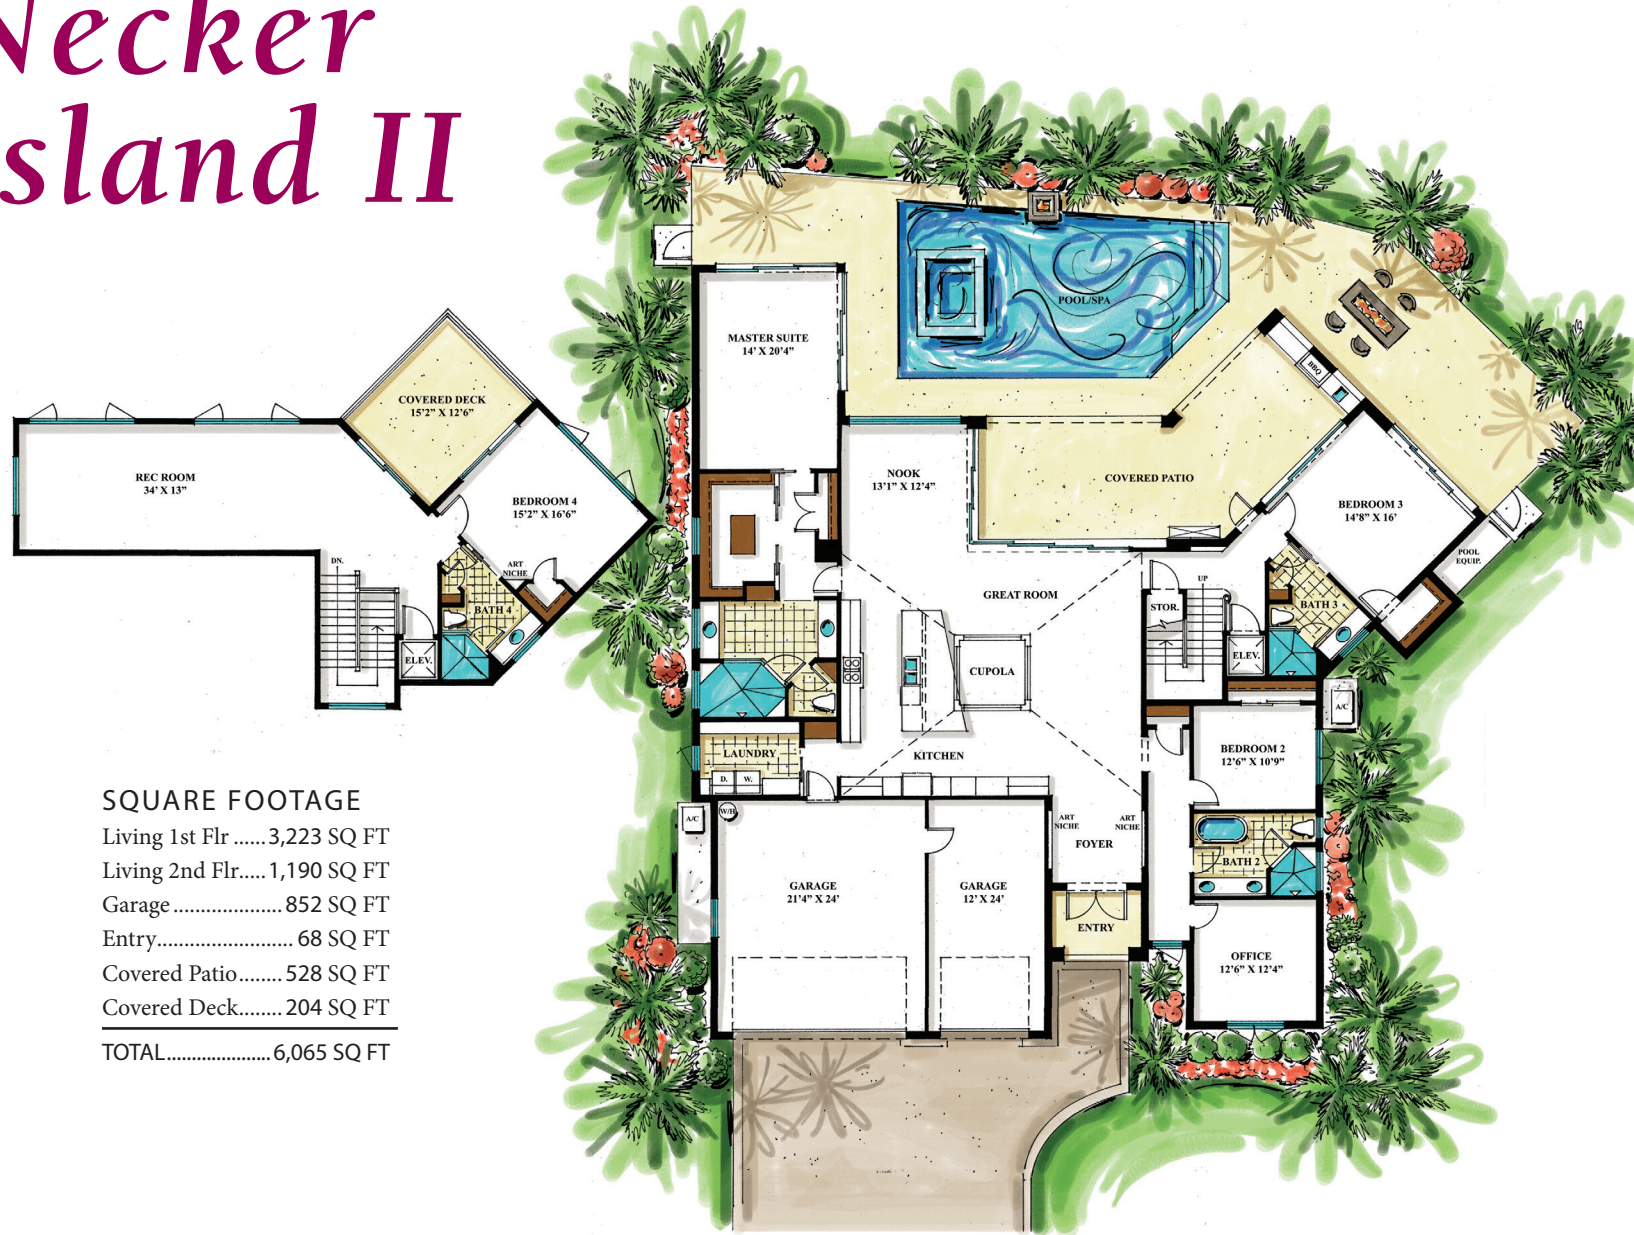 Necker
sland II
MASTER SUITE
14' X 20'4"
POOL/SPA
BBQ
COVERED DECK
15'2" X 12'6"
REC ROOM
34' X 13"
BEDROOM 4
15'2" X 16'6"
DN.
ART
NICHE
BATH 4
ELEV.
NOOK
13'1" X 12'4"
COVERED PATIO
BEDROOM 3
14'8" X 16'
POOL
EQUIP.
GREAT ROOM
UP
STOR.
BATH 3
ELEV.
CUPOLA
A/C
LAUNDRY
D.
W.
KITCHEN
BEDROOM 2
12'6" X 10'9"
A/C
W/H
ART
NICHE
ART
NICHE
FOYER
BATH 2
GARAGE
21'4" X 24'
GARAGE
12' X 24'
ENTRY
OFFICE
12'6" X 12'4"
SQUARE FOOTAGE
Living 1st Flr ......3,223 SQ FT
Living 2nd Flr.....1,190 SQ FT
Garage ....................852 SQ FT
Entry......................... 68 SQ FT
Covered Patio........528 SQ FT
Covered Deck........204 SQ FT
TOTAL.....................6,065 SQ FT